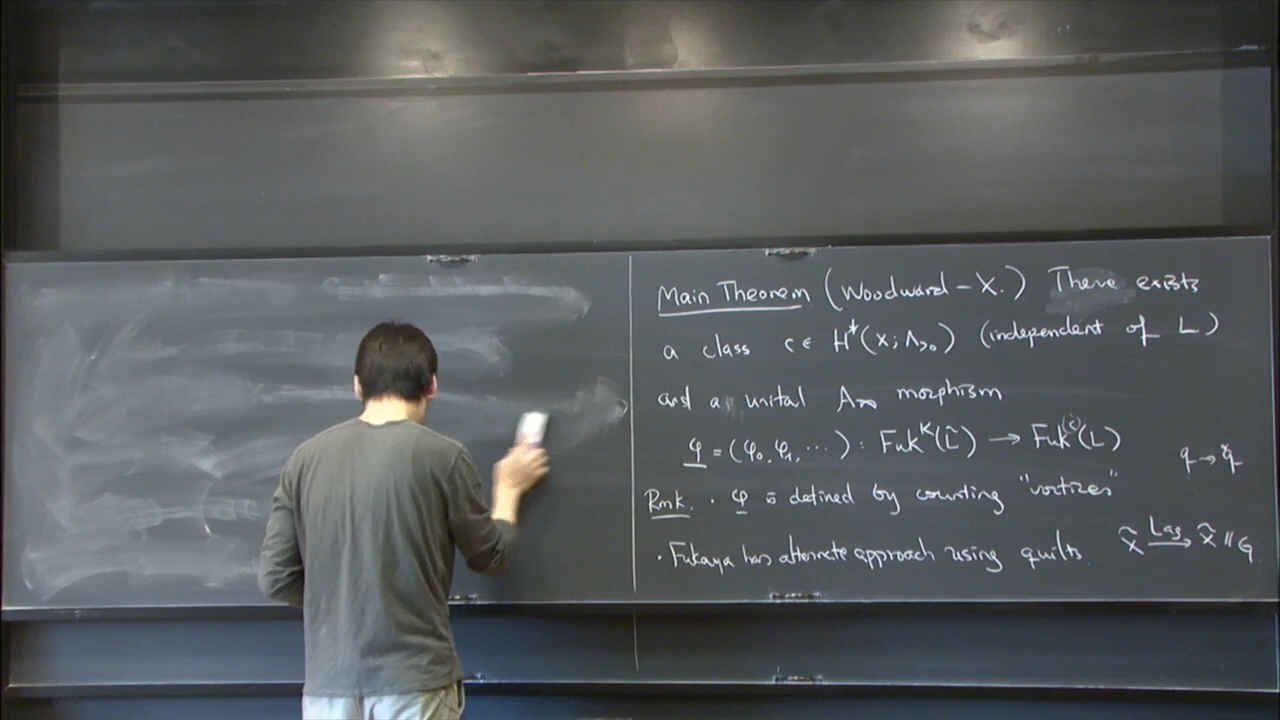 Main Theorem (Woodward - X.) There exists
a class c ∈ H*(X; Λ>0) (independent of L)
and a unital A∞ morphism
φ = (φ0, φ1, ...) : Fuk^K(L̃) → Fuk^(c)(L)
q → q
Rmk. · φ is defined by counting "vortices"
· Fukaya has alternate approach using quilts
X̃ Lag→ X̃ // G